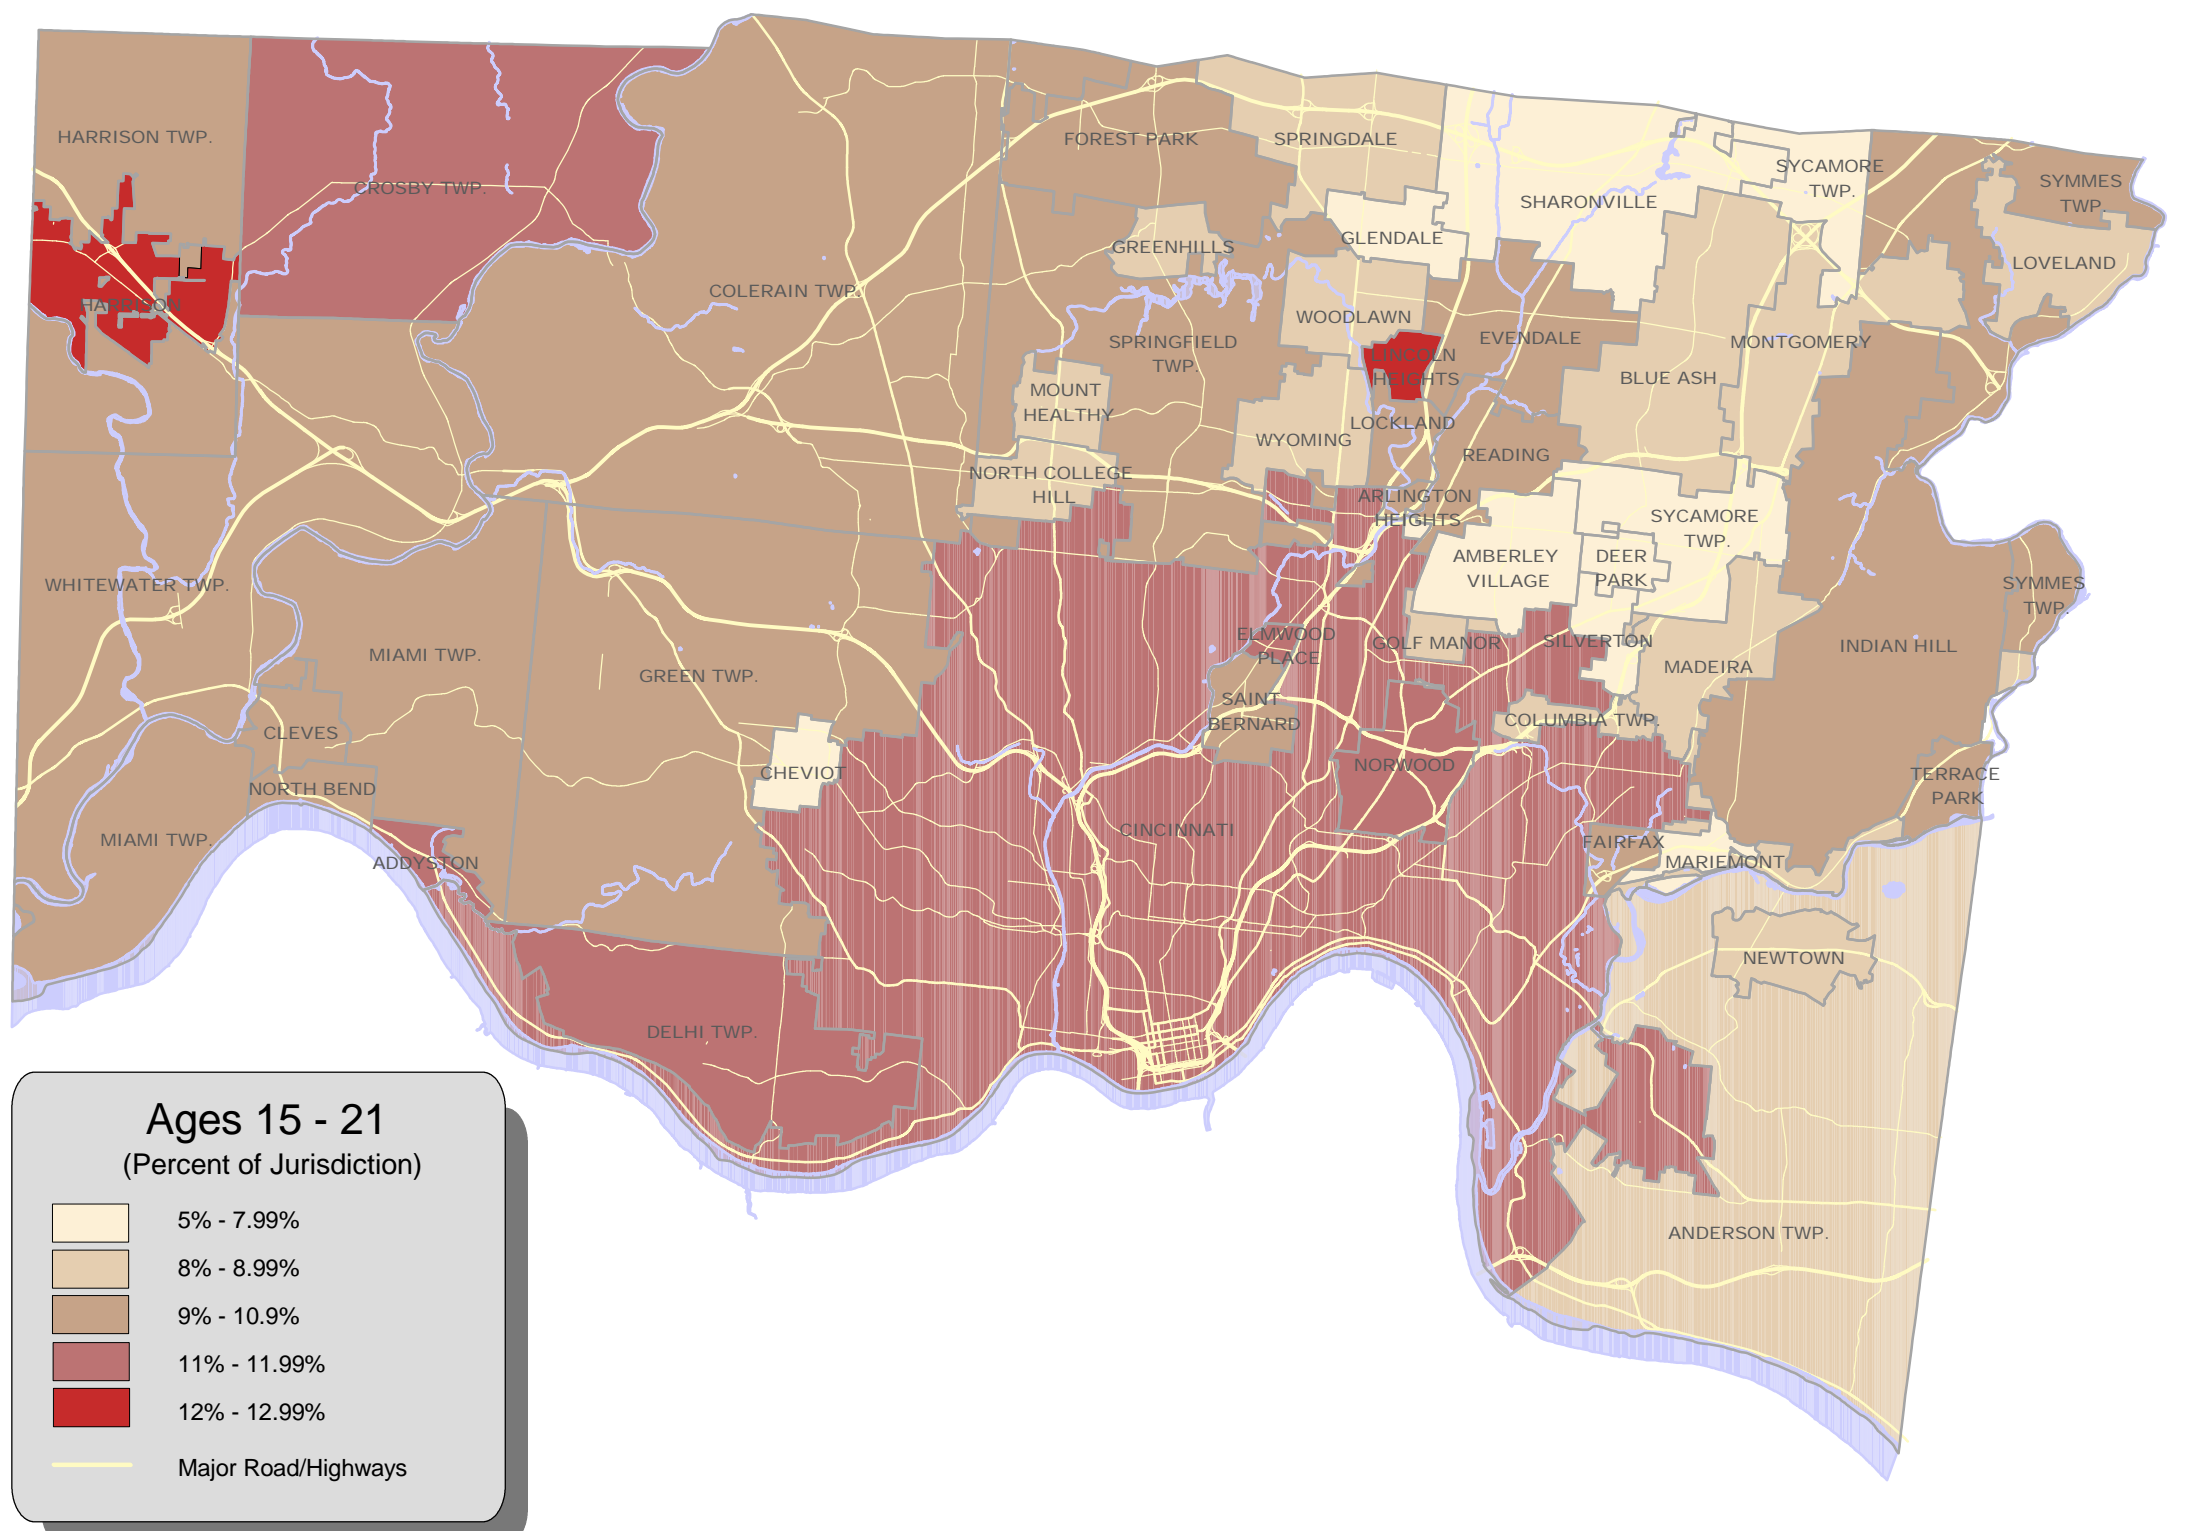 HARRISON TWP.
CROSBY TWP.
FOREST PARK
SPRINGDALE
SHARONVILLE
SYCAMORE
TWP.
SYMMES
TWP.
GREENHILLS
GLENDALE
LOVELAND
HARRISON
COLERAIN TWP.
WOODLAWN
SPRINGFIELD
TWP.
EVENDALE
MONTGOMERY
LINCOLN
HEIGHTS
BLUE ASH
MOUNT
HEALTHY
LOCKLAND
WYOMING
READING
NORTH COLLEGE
HILL
ARLINGTON
HEIGHTS
SYCAMORE
TWP.
AMBERLEY
VILLAGE
DEER
PARK
WHITEWATER TWP.
SYMMES
TWP.
MIAMI TWP.
GREEN TWP.
ELMWOOD
PLACE
GOLF MANOR
SILVERTON
MADEIRA
INDIAN HILL
CLEVES
SAINT
BERNARD
COLUMBIA TWP.
NORTH BEND
CHEVIOT
NORWOOD
TERRACE
PARK
MIAMI TWP.
ADDYSTON
CINCINNATI
FAIRFAX
MARIEMONT
NEWTOWN
DELHI TWP.
ANDERSON TWP.
Ages 15 - 21
(Percent of Jurisdiction)
5% - 7.99%
8% - 8.99%
9% - 10.9%
11% - 11.99%
12% - 12.99%
Major Road/Highways